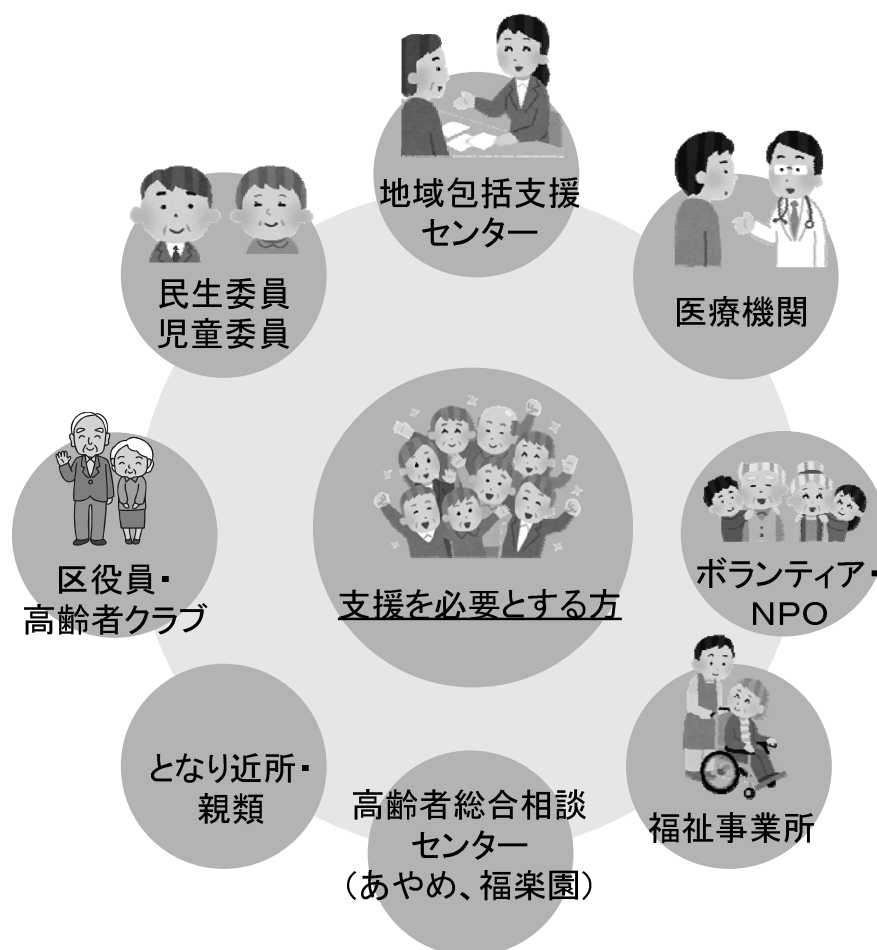 地域包括支援
センター
民生委員
児童委員
医療機関
区役員・
高齢者クラブ
支援を必要とする方
ボランティア・
NPO
となり近所・
親類
高齢者総合相談
センター
（あやめ、福楽園）
福祉事業所